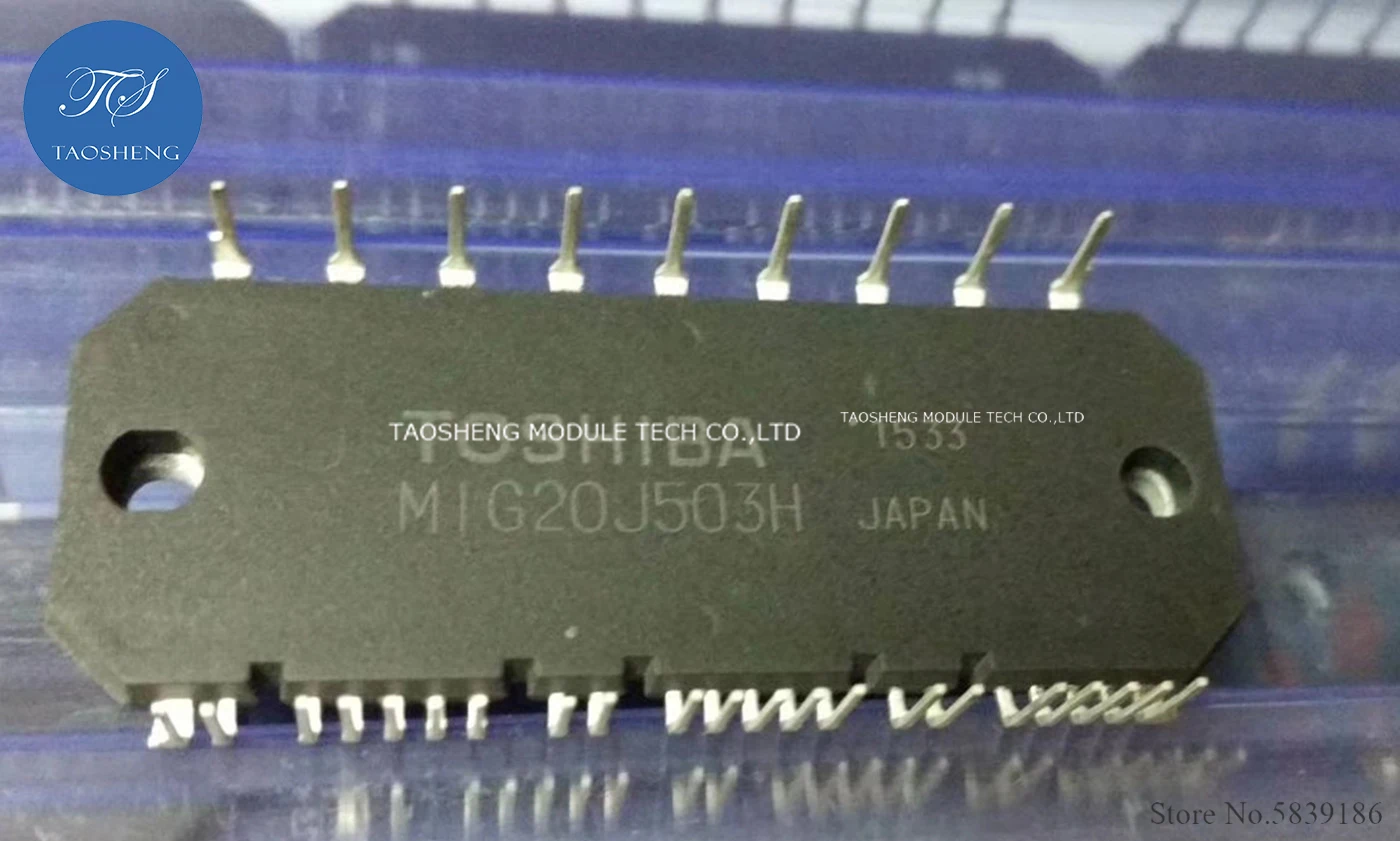 TS
TAOSHENG
TAOSHENG MODULE TECH CO.,LTD
TOSHIBA
TAOSHENG MODULE TECH CO.,LTD
1533
MIG20J503H
JAPAN
Store No.5839186